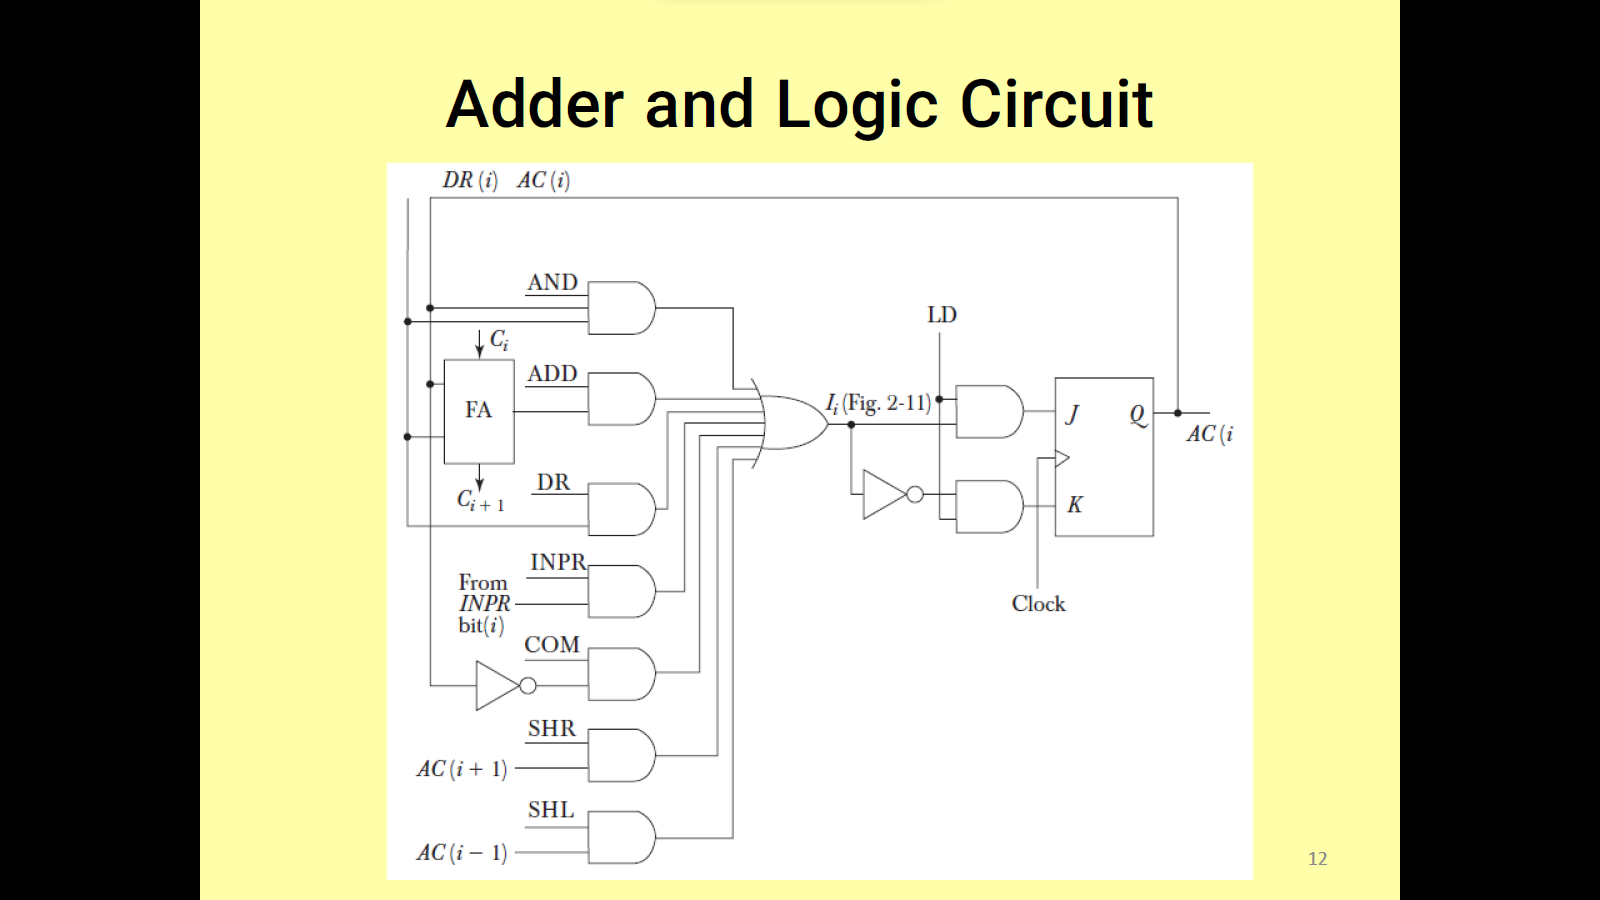 Adder and Logic Circuit
DR (i) AC (i)
AND
C_i
ADD
FA
LD
I_i (Fig. 2-11)
J
Q
AC (i
DR
C_{i + 1}
K
INPR
From
INPR
bit(i)
Clock
COM
SHR
AC (i + 1)
SHL
AC (i − 1)
12